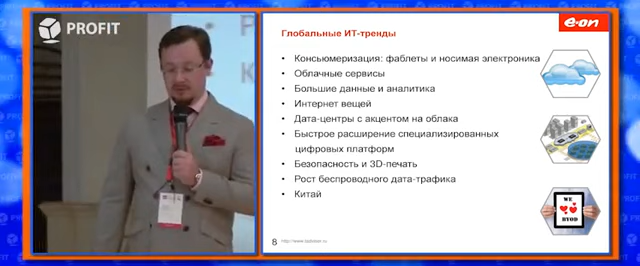 PROFIT
Р
К
e·on
Глобальные ИТ-тренды
• Консьюмеризация: фаблеты и носимая электроника
• Облачные сервисы
• Большие данные и аналитика
• Интернет вещей
• Дата-центры с акцентом на облака
• Быстрое расширение специализированных
цифровых платформ
• Безопасность и 3D-печать
• Рост беспроводного дата-трафика
• Китай
WE
BYOD
8
PROFIT